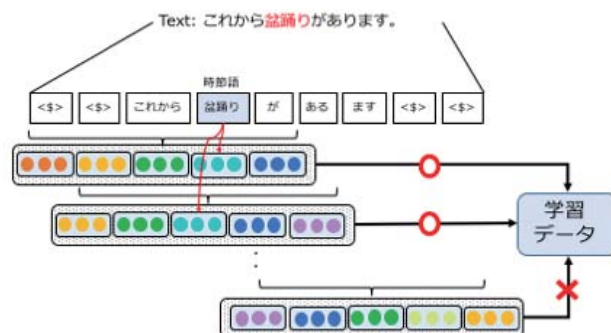 Text: これから盆踊りがあります。
時節語
<$> <$> これから 盆踊り が ある ます <$> <$>
学習
データ